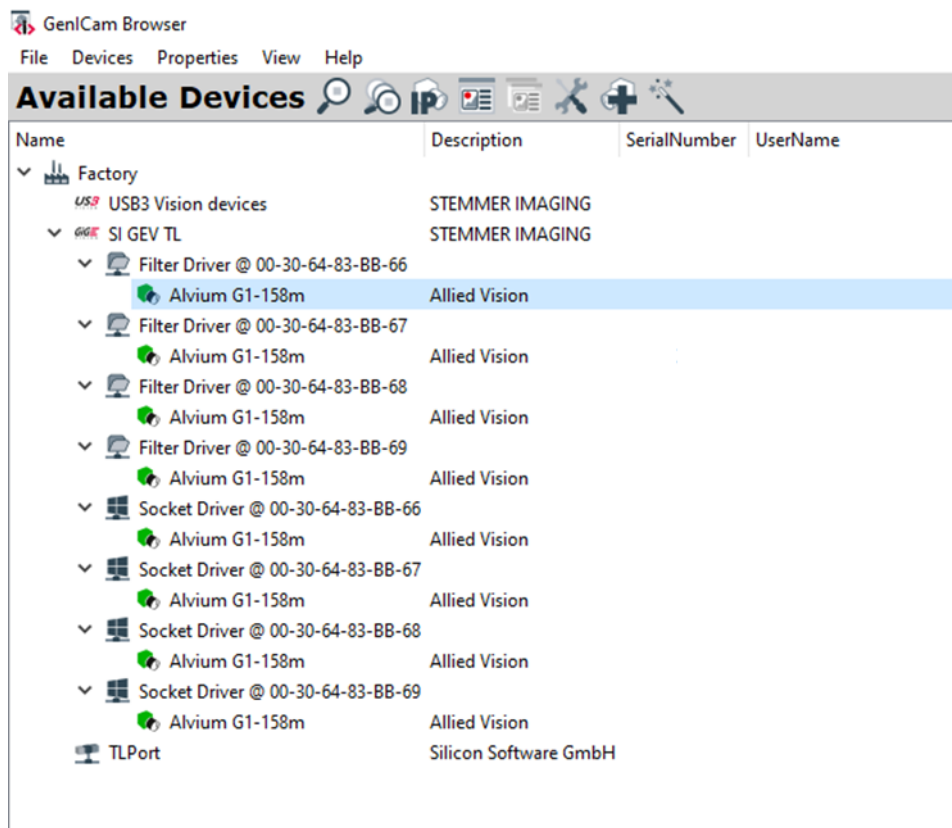 GenICam Browser
File Devices Properties View Help
Available Devices IP
Name Description SerialNumber UserName
Factory
USB3 USB3 Vision devices STEMMER IMAGING
GIGE SI GEV TL STEMMER IMAGING
Filter Driver @ 00-30-64-83-BB-66
Alvium G1-158m Allied Vision
Filter Driver @ 00-30-64-83-BB-67
Alvium G1-158m Allied Vision
Filter Driver @ 00-30-64-83-BB-68
Alvium G1-158m Allied Vision
Filter Driver @ 00-30-64-83-BB-69
Alvium G1-158m Allied Vision
Socket Driver @ 00-30-64-83-BB-66
Alvium G1-158m Allied Vision
Socket Driver @ 00-30-64-83-BB-67
Alvium G1-158m Allied Vision
Socket Driver @ 00-30-64-83-BB-68
Alvium G1-158m Allied Vision
Socket Driver @ 00-30-64-83-BB-69
Alvium G1-158m Allied Vision
TLPort Silicon Software GmbH